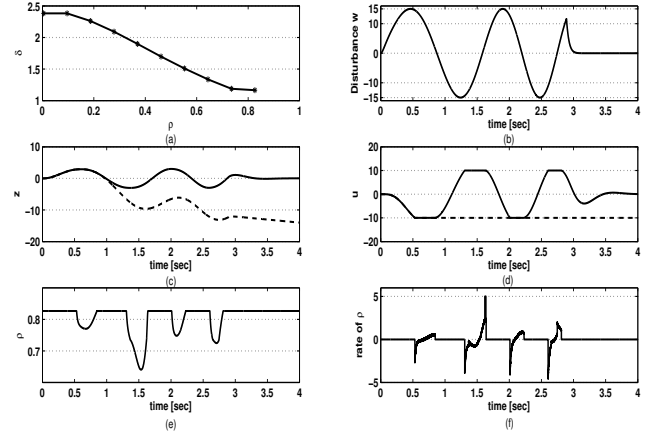 2.5
2
δ
1.5
1
0 0.2 0.4 0.6 0.8 1
ρ
(a)
15
10
Disturbance w
0
−10
−15
0 0.5 1 1.5 2 2.5 3 3.5 4
time [sec]
(b)
10
0
z
−10
−20
0 0.5 1 1.5 2 2.5 3 3.5 4
time [sec]
(c)
20
10
u
0
−10
−20
0 0.5 1 1.5 2 2.5 3 3.5 4
time [sec]
(d)
0.8
ρ
0.7
0 0.5 1 1.5 2 2.5 3 3.5 4
time [sec]
(e)
5
rate of ρ
0
−5
0 0.5 1 1.5 2 2.5 3 3.5 4
time [sec]
(f)